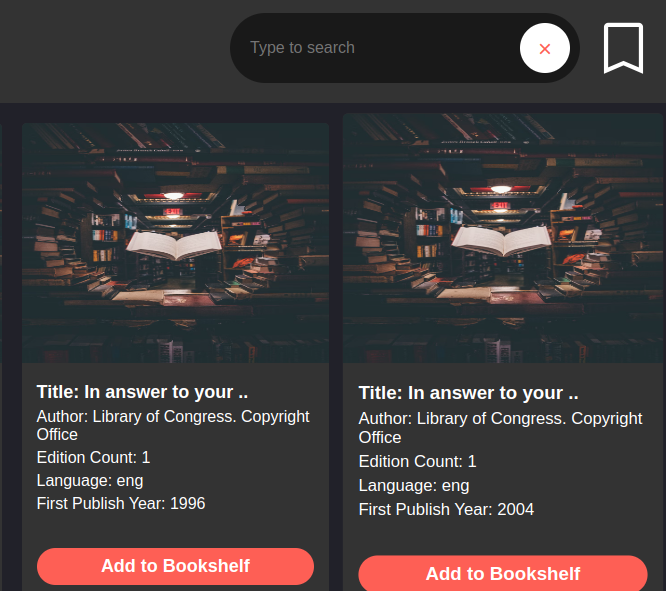 Type to search
Title: In answer to your ..
Author: Library of Congress. Copyright
Office
Edition Count: 1
Language: eng
First Publish Year: 1996
Add to Bookshelf
Title: In answer to your ..
Author: Library of Congress. Copyright
Office
Edition Count: 1
Language: eng
First Publish Year: 2004
Add to Bookshelf